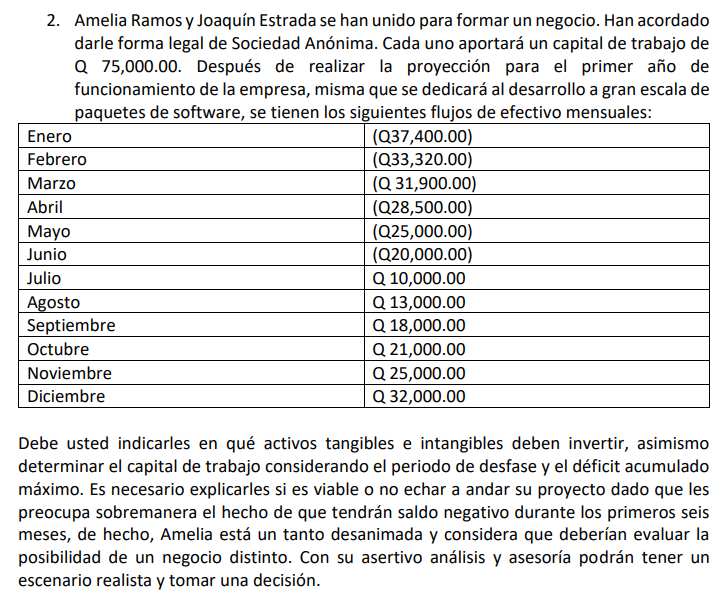 2. Amelia Ramos y Joaquín Estrada se han unido para formar un negocio. Han acordado
darle forma legal de Sociedad Anónima. Cada uno aportará un capital de trabajo de
Q 75,000.00. Después de realizar la proyección para el primer año de
funcionamiento de la empresa, misma que se dedicará al desarrollo a gran escala de
paquetes de software, se tienen los siguientes flujos de efectivo mensuales:
Enero (Q37,400.00)
Febrero (Q33,320.00)
Marzo (Q 31,900.00)
Abril (Q28,500.00)
Mayo (Q25,000.00)
Junio (Q20,000.00)
Julio Q 10,000.00
Agosto Q 13,000.00
Septiembre Q 18,000.00
Octubre Q 21,000.00
Noviembre Q 25,000.00
Diciembre Q 32,000.00
Debe usted indicarles en qué activos tangibles e intangibles deben invertir, asimismo
determinar el capital de trabajo considerando el periodo de desfase y el déficit acumulado
máximo. Es necesario explicarles si es viable o no echar a andar su proyecto dado que les
preocupa sobremanera el hecho de que tendrán saldo negativo durante los primeros seis
meses, de hecho, Amelia está un tanto desanimada y considera que deberían evaluar la
posibilidad de un negocio distinto. Con su asertivo análisis y asesoría podrán tener un
escenario realista y tomar una decisión.